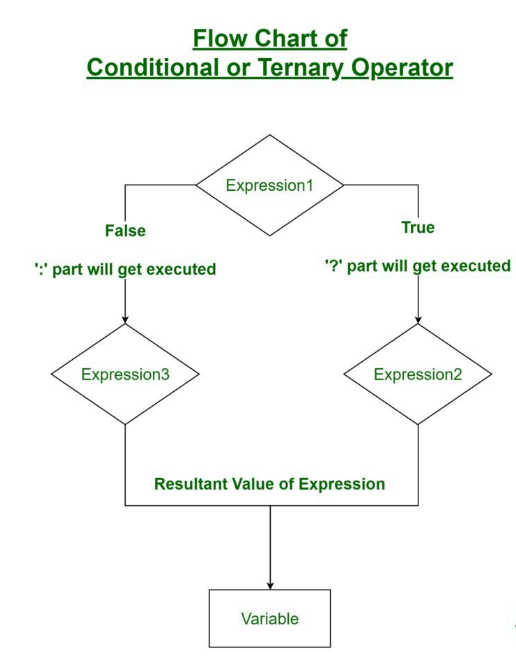 Flow Chart of
Conditional or Ternary Operator
Expression1
False
True
':' part will get executed
'?' part will get executed
Expression3
Expression2
Resultant Value of Expression
Variable